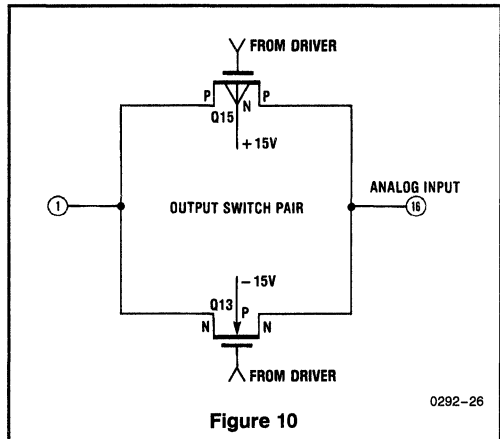 FROM DRIVER
P P
Q15 N
+15V
ANALOG INPUT
1 OUTPUT SWITCH PAIR 16
-15V
Q13 P
N N
FROM DRIVER
0292-26
Figure 10